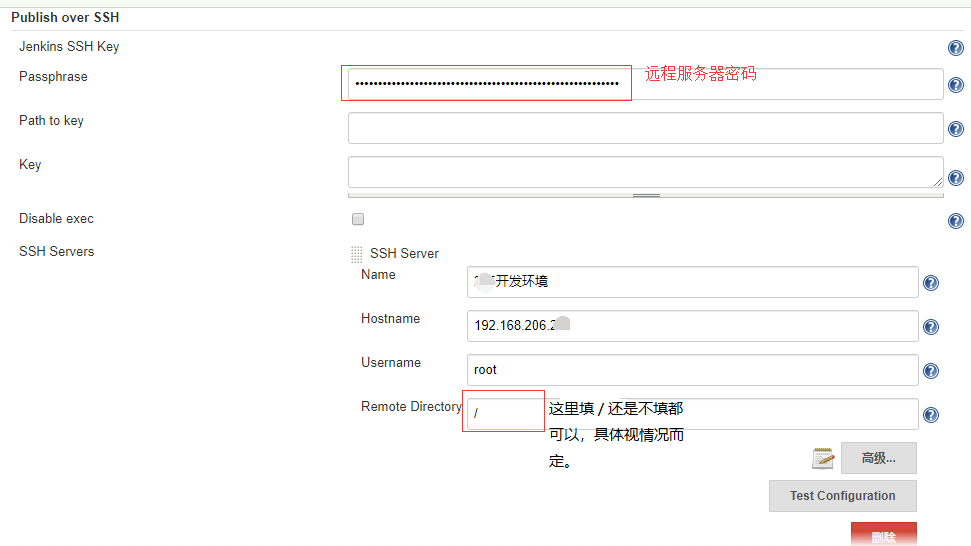 Publish over SSH
Jenkins SSH Key
Passphrase
远程服务器密码
Path to key
Key
Disable exec
SSH Servers
SSH Server
Name
开发环境
Hostname
192.168.206.2
Username
root
Remote Directory
/
这里填 / 还是不填都
可以，具体视情况而
定。
高级...
Test Configuration
删除